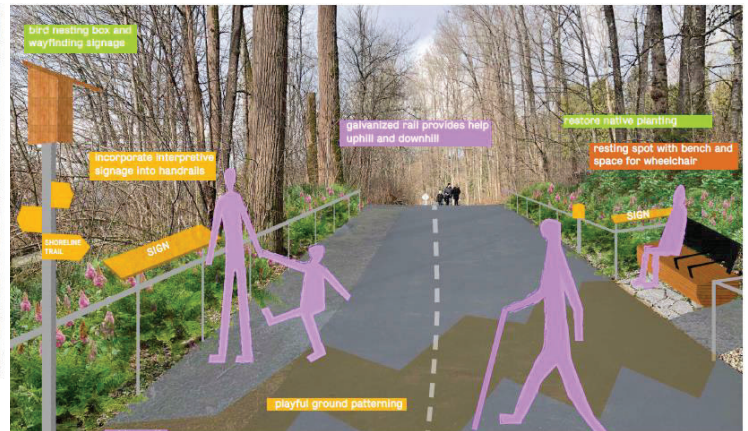 bird nesting box and
wayfinding signage
incorporate interpretive
signage into handrails
SHORELINE
TRAIL
SIGN
galvanized rail provides help
uphill and downhill
restore native planting
resting spot with bench and
space for wheelchair
SIGN
playful ground patterning